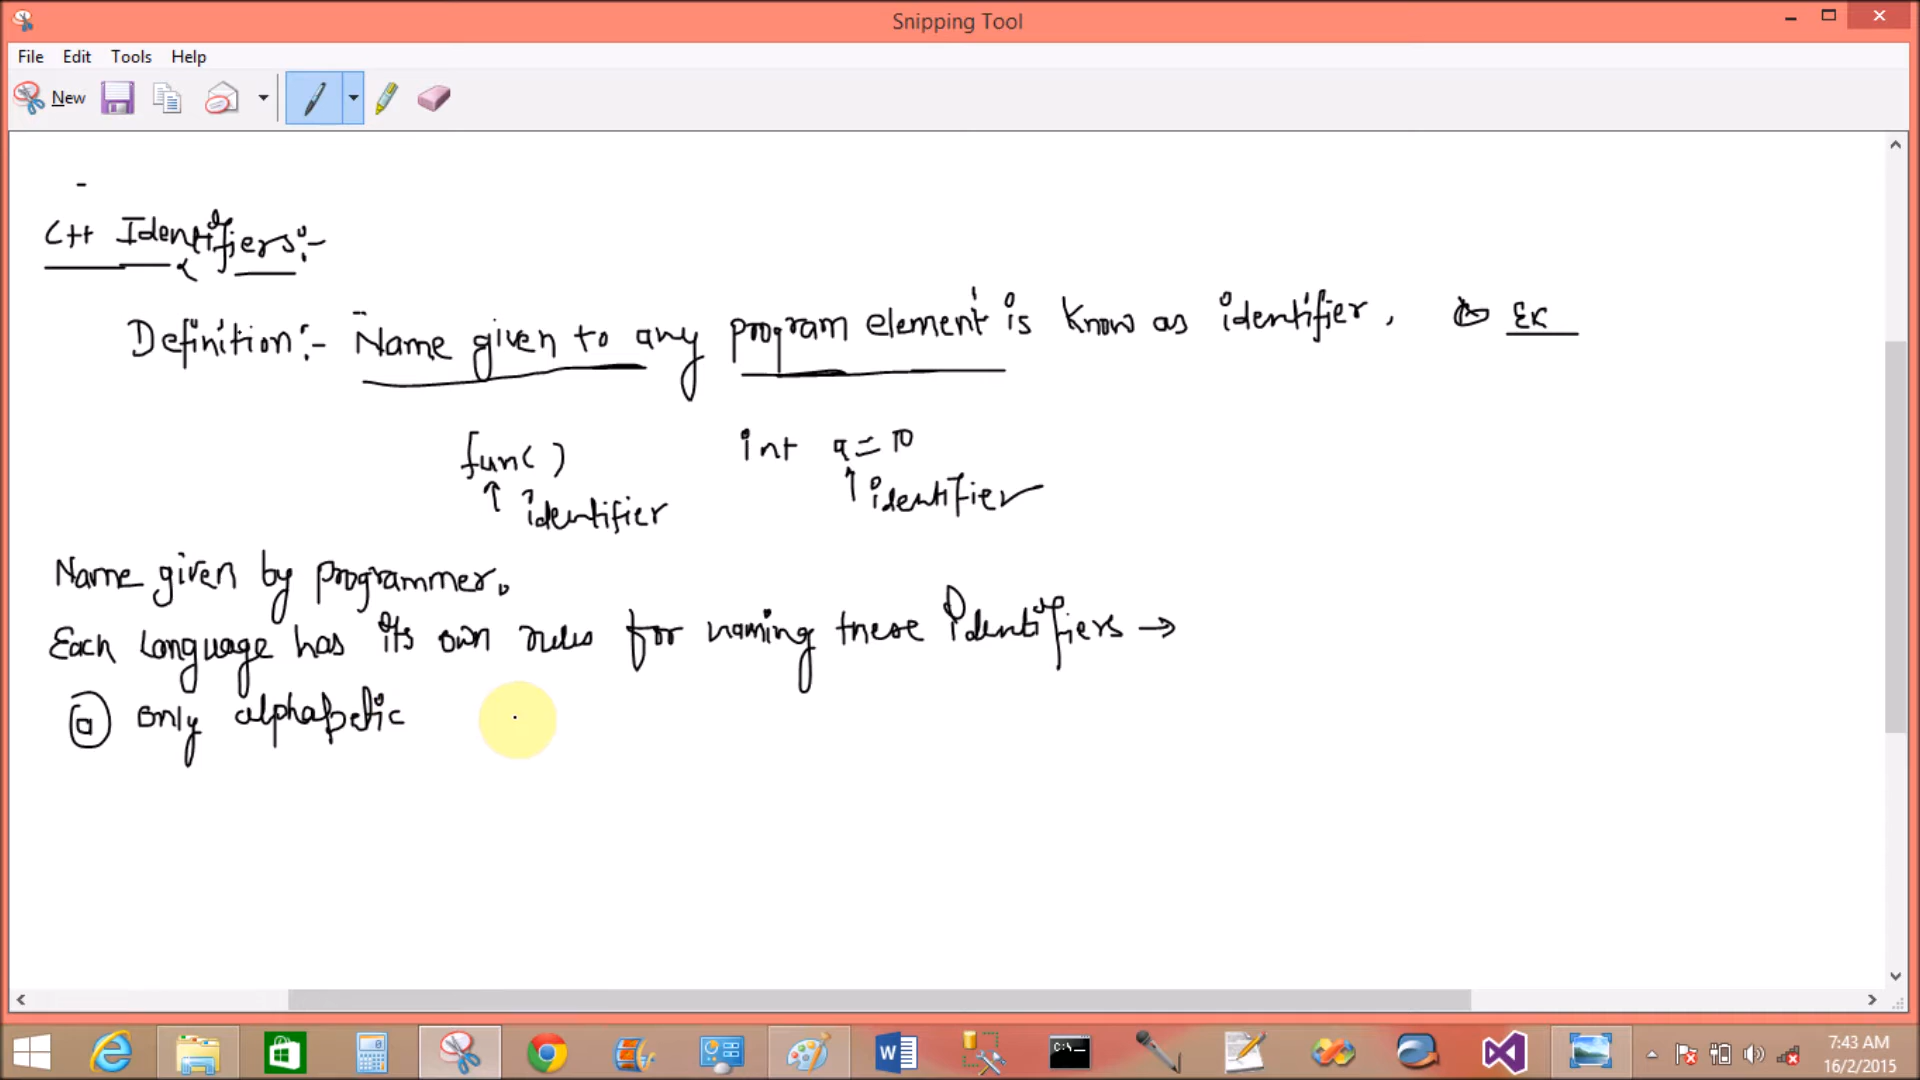 Snipping Tool
File Edit Tools Help
New
C++ Identifiers:-
Definition:- Name given to any program element is know as identifier. Ex
fun( ) int a = 10
↑ identifier ↑ identifier
Name given by programmer.
Each language has its own rules for naming these Identifiers →
ⓐ only alphabetic
7:43 AM
16/2/2015